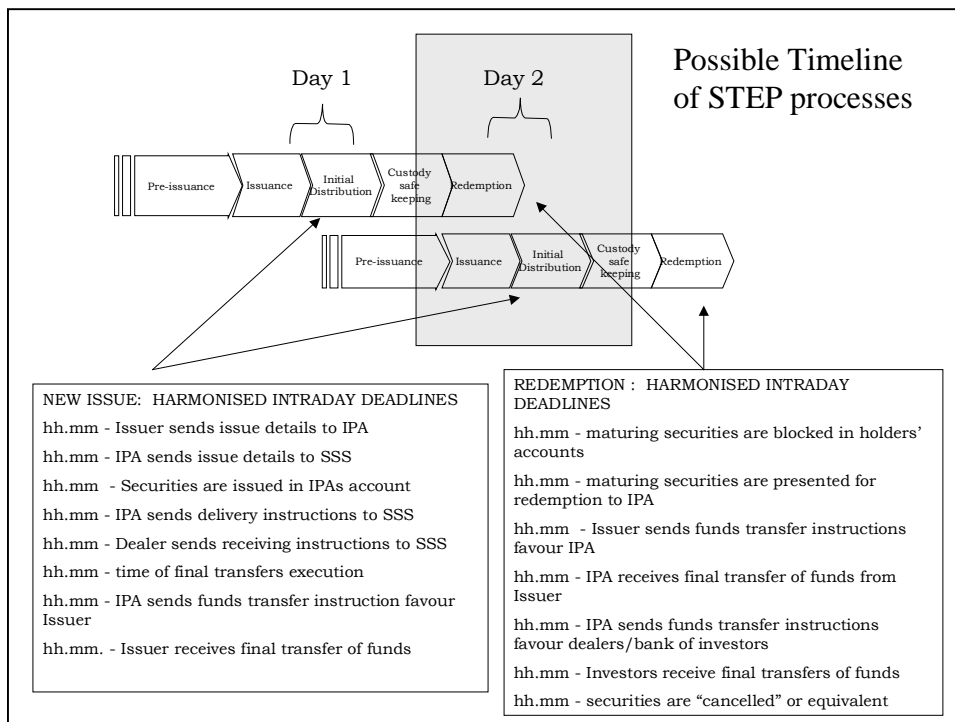 Possible Timeline
of STEP processes
Day 1
Day 2
Pre-issuance
Issuance
Initial
Distribution
Custody
safe
keeping
Redemption
Pre-issuance
Issuance
Initial
Distribution
Custody
safe
keeping
Redemption
NEW ISSUE: HARMONISED INTRADAY DEADLINES
hh.mm - Issuer sends issue details to IPA
hh.mm - IPA sends issue details to SSS
hh.mm - Securities are issued in IPAs account
hh.mm - IPA sends delivery instructions to SSS
hh.mm - Dealer sends receiving instructions to SSS
hh.mm - time of final transfers execution
hh.mm - IPA sends funds transfer instruction favour
Issuer
hh.mm. - Issuer receives final transfer of funds
REDEMPTION : HARMONISED INTRADAY
DEADLINES
hh.mm - maturing securities are blocked in holders’
accounts
hh.mm - maturing securities are presented for
redemption to IPA
hh.mm - Issuer sends funds transfer instructions
favour IPA
hh.mm - IPA receives final transfer of funds from
Issuer
hh.mm - IPA sends funds transfer instructions
favour dealers/bank of investors
hh.mm - Investors receive final transfers of funds
hh.mm - securities are “cancelled” or equivalent